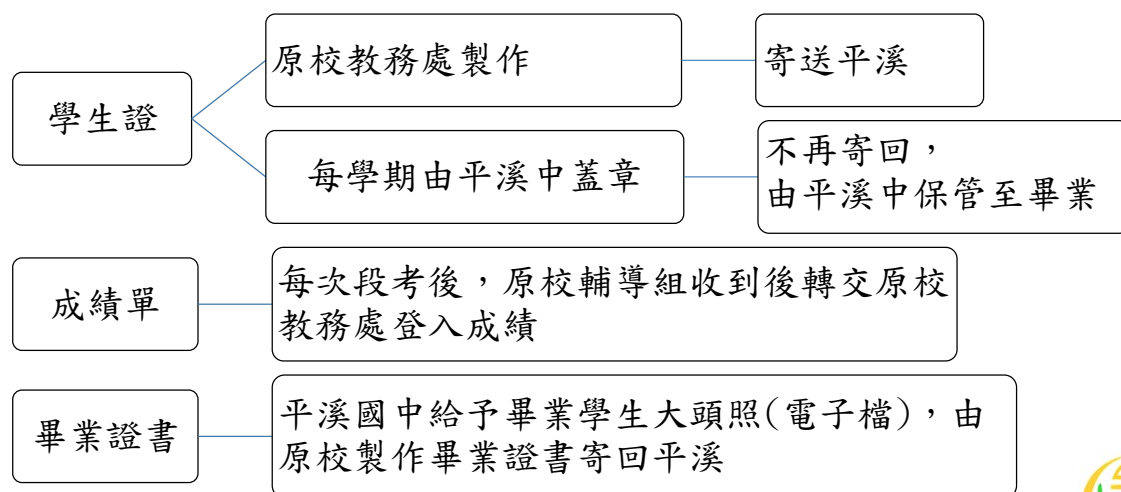 學生證
原校教務處製作
寄送平溪
每學期由平溪中蓋章
不再寄回，
由平溪中保管至畢業
成績單
每次段考後，原校輔導組收到後轉交原校
教務處登入成績
畢業證書
平溪國中給予畢業學生大頭照(電子檔)，由
原校製作畢業證書寄回平溪